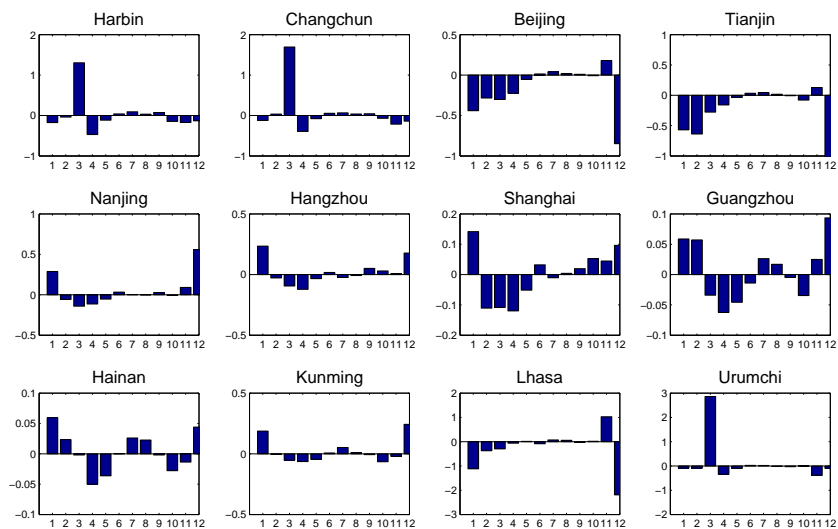 Harbin
2
1
0
−1
1 2 3 4 5 6 7 8 9 10 11 12
Changchun
2
1
0
−1
1 2 3 4 5 6 7 8 9 10 11 12
Beijing
0.5
0
−0.5
−1
1 2 3 4 5 6 7 8 9 10 11 12
Tianjin
1
0.5
0
−0.5
−1
1 2 3 4 5 6 7 8 9 10 11 12
Nanjing
1
0.5
0
−0.5
1 2 3 4 5 6 7 8 9 10 11 12
Hangzhou
0.5
0
−0.5
1 2 3 4 5 6 7 8 9 10 11 12
Shanghai
0.2
0.1
0
−0.1
−0.2
1 2 3 4 5 6 7 8 9 10 11 12
Guangzhou
0.1
0.05
0
−0.05
−0.1
1 2 3 4 5 6 7 8 9 10 11 12
Hainan
0.1
0.05
0
−0.05
−0.1
1 2 3 4 5 6 7 8 9 10 11 12
Kunming
0.5
0
−0.5
1 2 3 4 5 6 7 8 9 10 11 12
Lhasa
2
1
0
−1
−2
−3
1 2 3 4 5 6 7 8 9 10 11 12
Urumchi
3
2
1
0
−1
−2
1 2 3 4 5 6 7 8 9 10 11 12